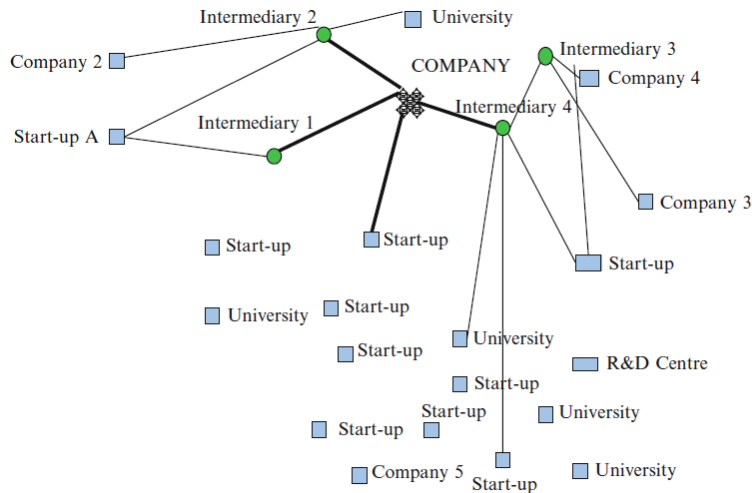 Intermediary 2
University
Intermediary 3
Company 2
COMPANY
Company 4
Intermediary 4
Intermediary 1
Start-up A
Company 3
Start-up
Start-up
Start-up
Start-up
University
University
Start-up
R&D Centre
Start-up
Start-up
University
Start-up
Company 5
University
Start-up